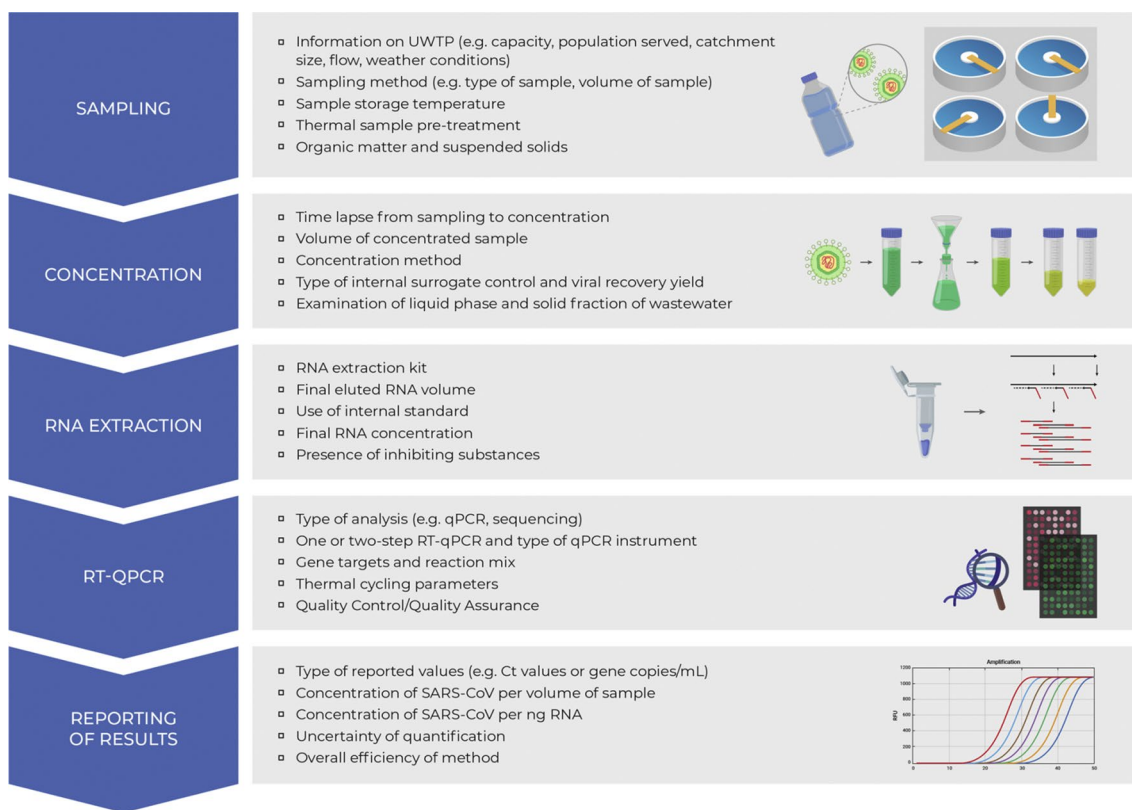 SAMPLING
▫ Information on UWTP (e.g. capacity, population served, catchment
size, flow, weather conditions)
▫ Sampling method (e.g. type of sample, volume of sample)
▫ Sample storage temperature
▫ Thermal sample pre-treatment
▫ Organic matter and suspended solids
CONCENTRATION
▫ Time lapse from sampling to concentration
▫ Volume of concentrated sample
▫ Concentration method
▫ Type of internal surrogate control and viral recovery yield
▫ Examination of liquid phase and solid fraction of wastewater
RNA EXTRACTION
▫ RNA extraction kit
▫ Final eluted RNA volume
▫ Use of internal standard
▫ Final RNA concentration
▫ Presence of inhibiting substances
RT-QPCR
▫ Type of analysis (e.g. qPCR, sequencing)
▫ One or two-step RT-qPCR and type of qPCR instrument
▫ Gene targets and reaction mix
▫ Thermal cycling parameters
▫ Quality Control/Quality Assurance
REPORTING
OF RESULTS
▫ Type of reported values (e.g. Ct values or gene copies/mL)
▫ Concentration of SARS-CoV per volume of sample
▫ Concentration of SARS-CoV per ng RNA
▫ Uncertainty of quantification
▫ Overall efficiency of method
Amplification
RFU
1200
1000
800
600
400
200
0
0 10 20 30 40 50